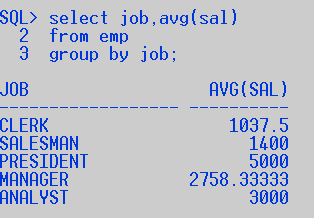 SQL> select job,avg(sal)
2 from emp
3 group by job;
JOB AVG(SAL)
------------------ ----------
CLERK 1037.5
SALESMAN 1400
PRESIDENT 5000
MANAGER 2758.33333
ANALYST 3000